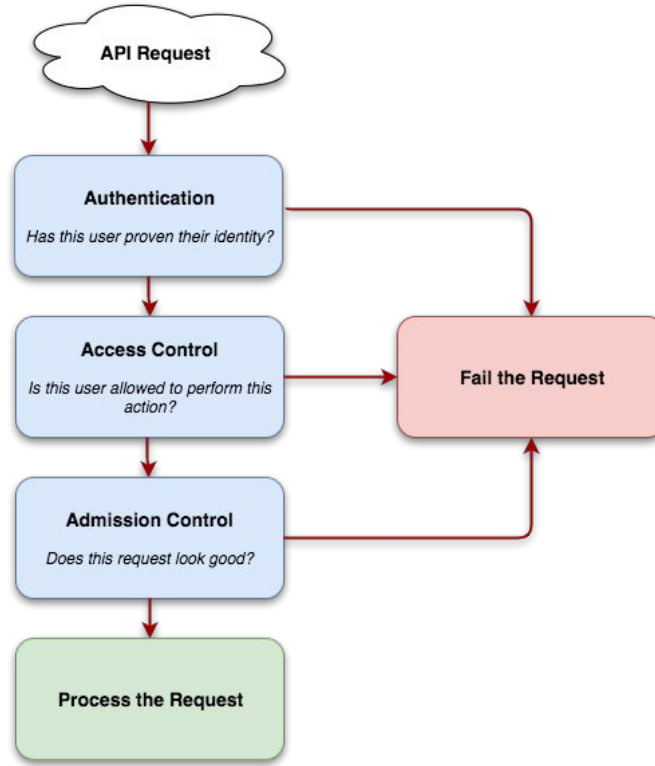 API Request
Authentication
Has this user proven their identity?
Access Control
Is this user allowed to perform this
action?
Fail the Request
Admission Control
Does this request look good?
Process the Request